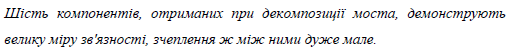 Шість компонентів, отриманих при декомпозиції моста, демонструють
велику міру зв'язності, зчеплення ж між ними дуже мале.